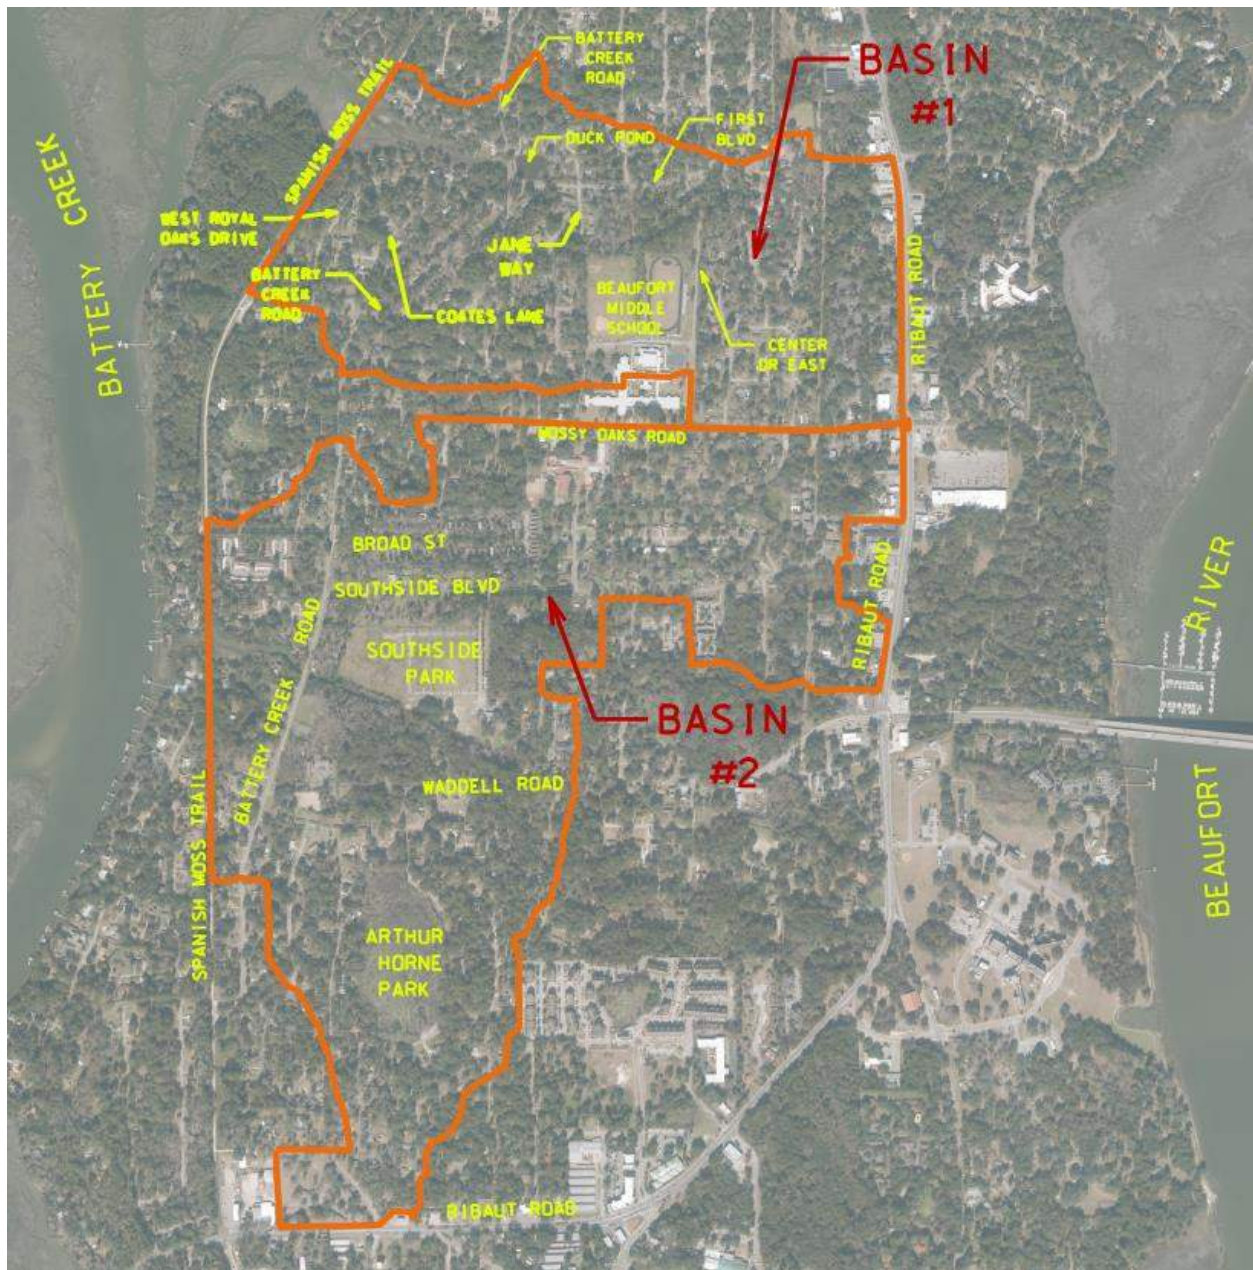 BATTERY
CREEK
ROAD
BASIN
#1
SPANISH MOSS TRAIL
DUCK POND
FIRST
BLVD
BATTERY CREEK
WEST ROYAL
OAKS DRIVE
JANE
WAY
BATTERY
CREEK
ROAD
COATES LANE
BEAUFORT
MIDDLE
SCHOOL
CENTER
DR EAST
RIBAUT ROAD
MOSSY OAKS ROAD
BROAD ST
SOUTHSIDE BLVD
RIBAUT ROAD
SOUTHSIDE
PARK
BATTERY CREEK ROAD
BASIN
#2
BEAUFORT RIVER
WADDELL ROAD
SPANISH MOSS TRAIL
ARTHUR
HORNE
PARK
RIBAUT ROAD